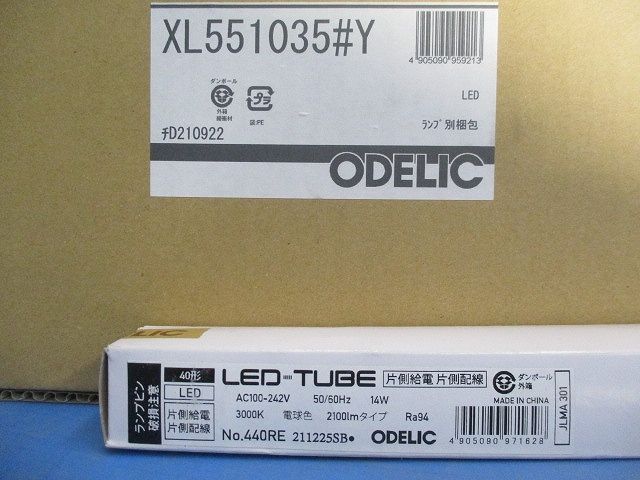 XL551035#Y
4 905090 959213
ダンボール
外箱
緩衝材
プラ
袋:PE
LED
ランプ別梱包
ﾁD210922
ODELIC
ランプピン
破損注意
40形
LED
片側給電
片側配線
LED-TUBE
片側給電 片側配線
AC100-242V 50/60Hz 14W
3000K 電球色 2100lmタイプ Ra94
No.440RE 211225SB•
ODELIC
ダンボール
外箱
MADE IN CHINA
4 905090 971628
JLMA 301